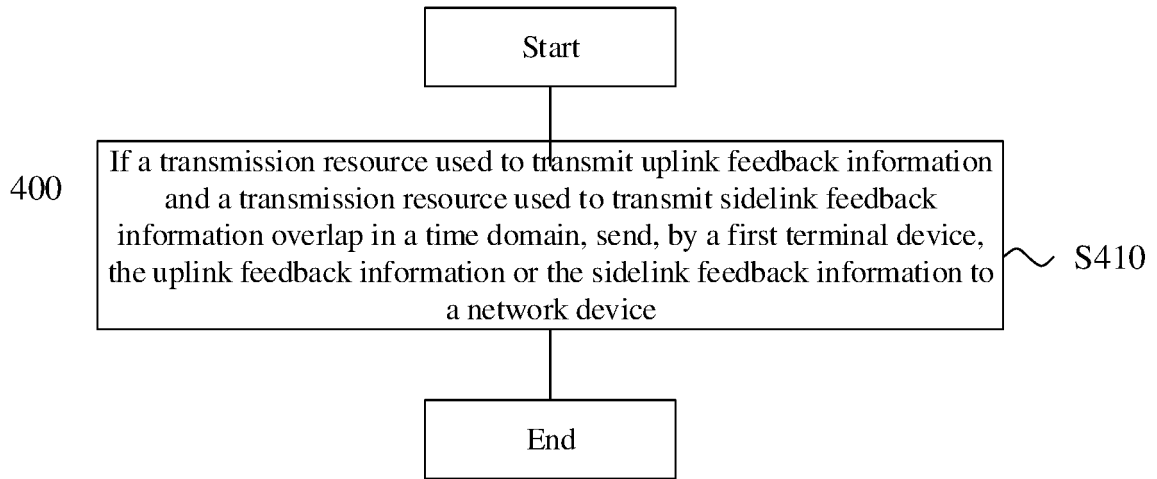 Start
If a transmission resource used to transmit uplink feedback information
400
and a transmission resource used to transmit sidelink feedback
information overlap in a time domain, send, by a first terminal device,
the uplink feedback information or the sidelink feedback information to
S410
a network device
End